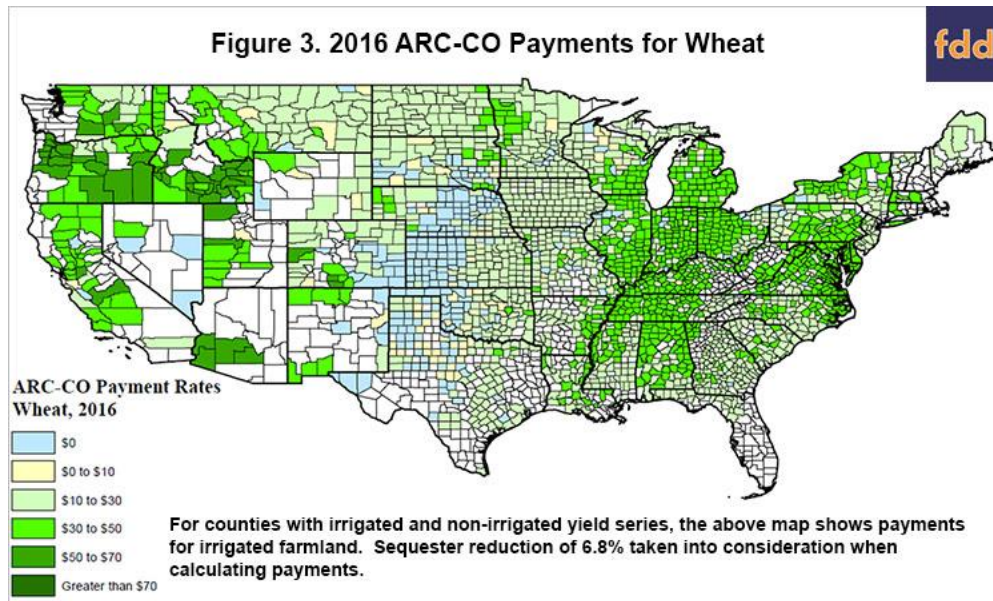 Figure 3. 2016 ARC-CO Payments for Wheat
fdd
ARC-CO Payment Rates
Wheat, 2016
$0
$0 to $10
$10 to $30
$30 to $50
$50 to $70
Greater than $70
For counties with irrigated and non-irrigated yield series, the above map shows payments
for irrigated farmland.  Sequester reduction of 6.8% taken into consideration when
calculating payments.